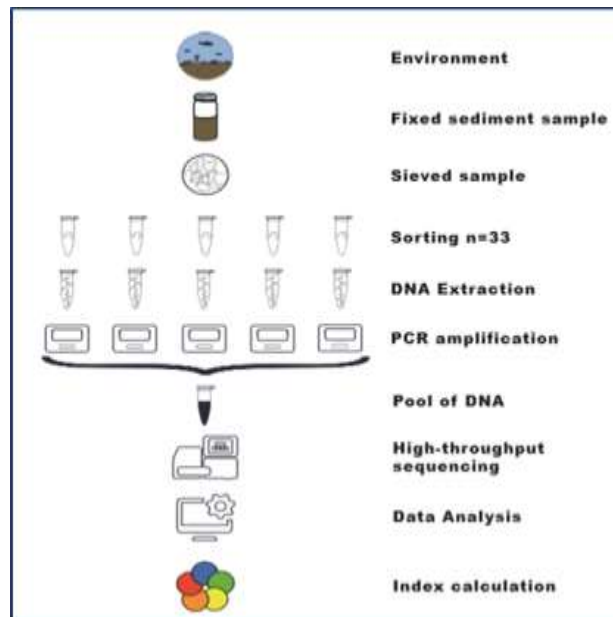 Environment
Fixed sediment sample
Sieved sample
Sorting n=33
DNA Extraction
PCR amplification
Pool of DNA
High-throughput
sequencing
Data Analysis
Index calculation